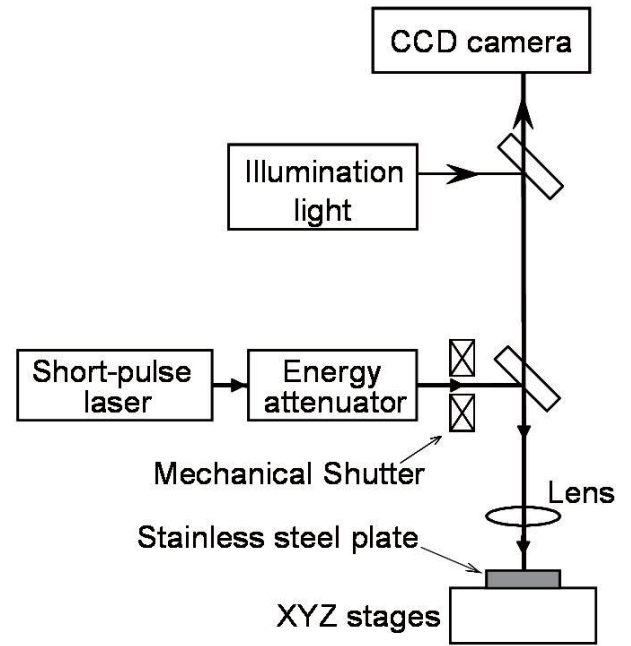 CCD camera
Illumination
light
Short-pulse
laser
Energy
attenuator
Mechanical Shutter
Lens
Stainless steel plate
XYZ stages